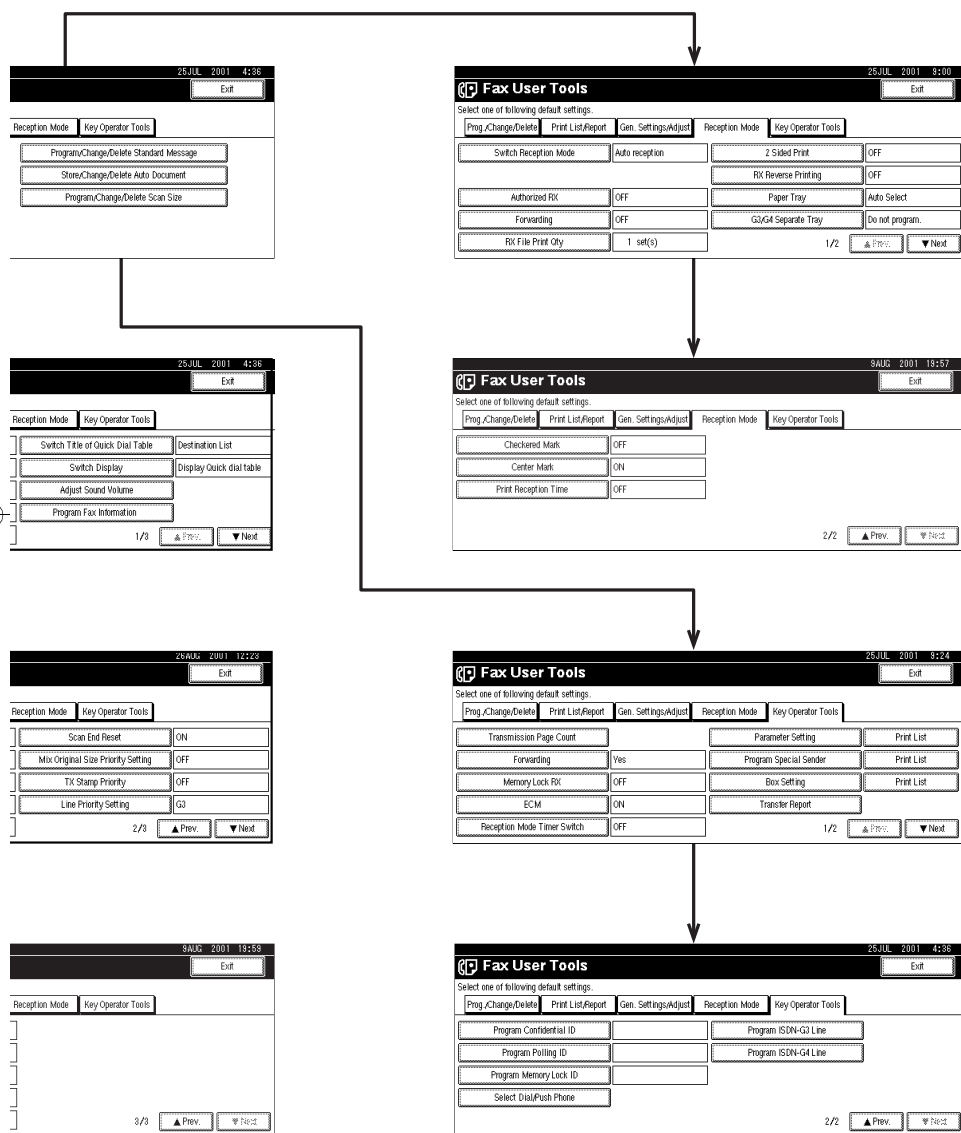 25JUL 2001 4:36
Exit
Reception Mode Key Operator Tools
Program/Change/Delete Standard Message
Store/Change/Delete Auto Document
Program/Change/Delete Scan Size
25JUL 2001 9:00
Fax User Tools Exit
Select one of following default settings.
Prog./Change/Delete Print List/Report Gen. Settings/Adjust Reception Mode Key Operator Tools
Switch Reception Mode Auto reception 2 Sided Print OFF
RX Reverse Printing OFF
Authorized RX OFF Paper Tray Auto Select
Forwarding OFF G3/G4 Separate Tray Do not program.
RX File Print Qty 1 set(s) 1/2 ▲ Prev. ▼ Next
25JUL 2001 4:36
Exit
Reception Mode Key Operator Tools
Switch Title of Quick Dial Table Destination List
Switch Display Display Quick dial table
Adjust Sound Volume
Program Fax Information
1/3 ▲ Prev. ▼ Next
9AUG 2001 19:57
Fax User Tools Exit
Select one of following default settings.
Prog./Change/Delete Print List/Report Gen. Settings/Adjust Reception Mode Key Operator Tools
Checkered Mark OFF
Center Mark ON
Print Reception Time OFF
2/2 ▲ Prev. ▼ Next
26AUG 2001 12:23
Exit
Reception Mode Key Operator Tools
Scan End Reset ON
Mix Original Size Priority Setting OFF
TX Stamp Priority OFF
Line Priority Setting G3
2/3 ▲ Prev. ▼ Next
25JUL 2001 9:24
Fax User Tools Exit
Select one of following default settings.
Prog./Change/Delete Print List/Report Gen. Settings/Adjust Reception Mode Key Operator Tools
Transmission Page Count Parameter Setting Print List
Forwarding Yes Program Special Sender Print List
Memory Lock RX OFF Box Setting Print List
ECM ON Transfer Report
Reception Mode Timer Switch OFF 1/2 ▲ Prev. ▼ Next
9AUG 2001 19:59
Exit
Reception Mode Key Operator Tools
3/3 ▲ Prev. ▼ Next
25JUL 2001 4:36
Fax User Tools Exit
Select one of following default settings.
Prog./Change/Delete Print List/Report Gen. Settings/Adjust Reception Mode Key Operator Tools
Program Confidential ID Program ISDN-G3 Line
Program Polling ID Program ISDN-G4 Line
Program Memory Lock ID
Select Dial/Push Phone
2/2 ▲ Prev. ▼ Next